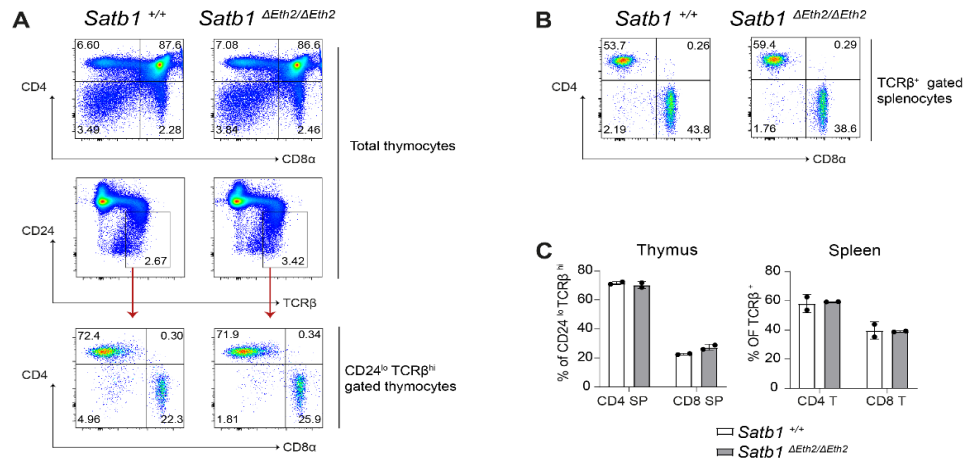 A
Satb1 +/+ Satb1 ΔEth2/ΔEth2
6.60 87.6 7.08 86.6
CD4
3.49 2.28 3.84 2.46
CD8α
Total thymocytes
CD24
2.67 3.42
TCRβ
72.4 0.30 71.9 0.34
CD4
4.96 22.3 1.81 25.9
CD8α
CD24lo TCRβhi
gated thymocytes
B
Satb1 +/+ Satb1 ΔEth2/ΔEth2
53.7 0.26 59.4 0.29
CD4
2.19 43.8 1.76 38.6
CD8α
TCRβ+ gated
splenocytes
C
Thymus
% of CD24 lo TCRβ hi
80
60
40
20
0
CD4 SP CD8 SP
Spleen
% OF TCRβ +
80
60
40
20
0
CD4 T CD8 T
Satb1 +/+
Satb1 ΔEth2/ΔEth2